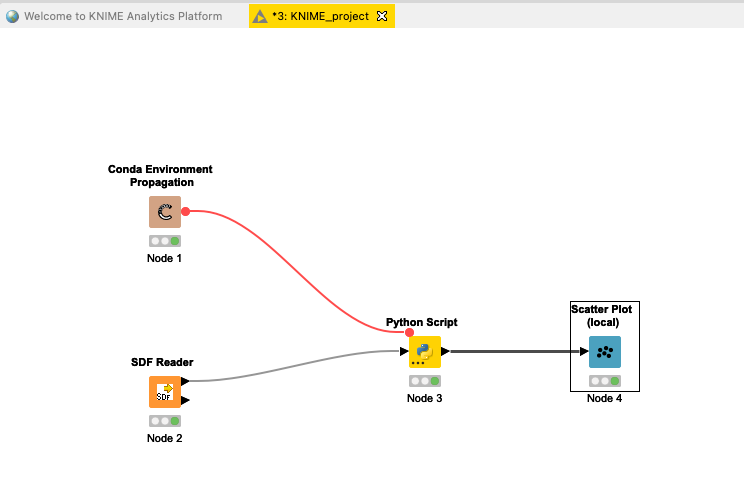 Welcome to KNIME Analytics Platform
*3: KNIME_project
Conda Environment
Propagation
C
Node 1
Python Script
Node 3
Scatter Plot
(local)
Node 4
SDF Reader
SDF
Node 2